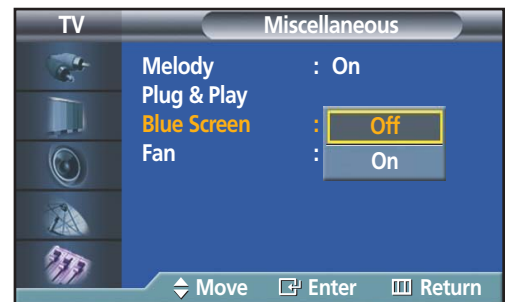 TV Miscellaneous
Melody : On
Plug & Play
Blue Screen : Off
Fan : On
Move Enter Return